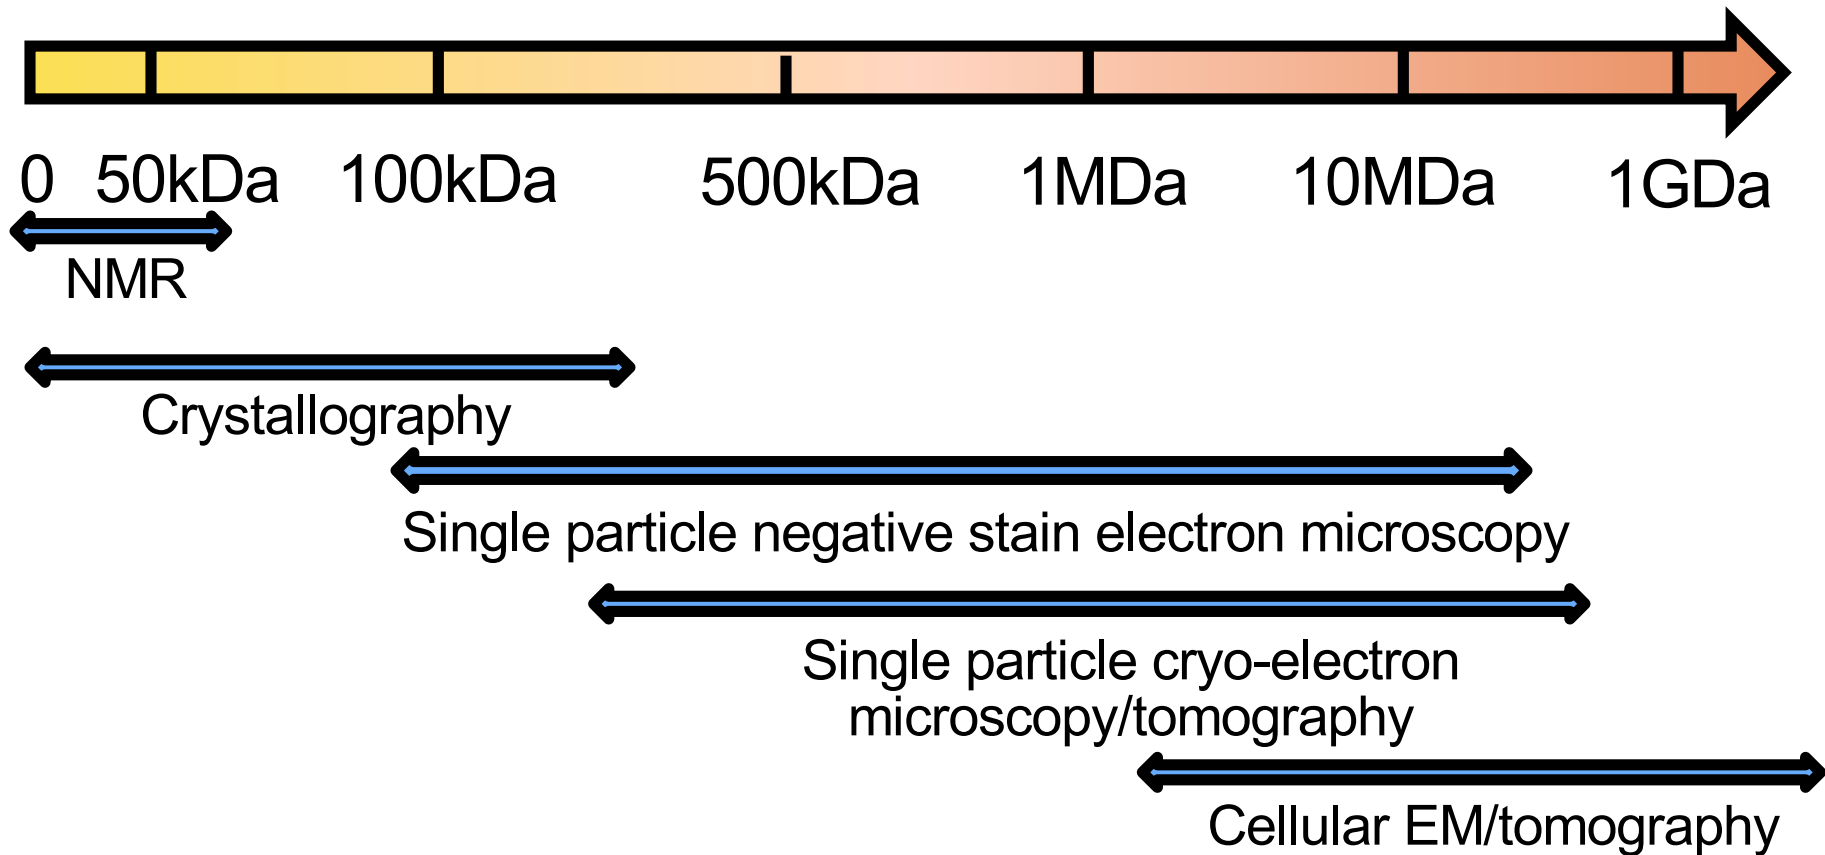 0 50kDa 100kDa 500kDa 1MDa 10MDa 1GDa
NMR
Crystallography
Single particle negative stain electron microscopy
Single particle cryo-electron
microscopy/tomography
Cellular EM/tomography